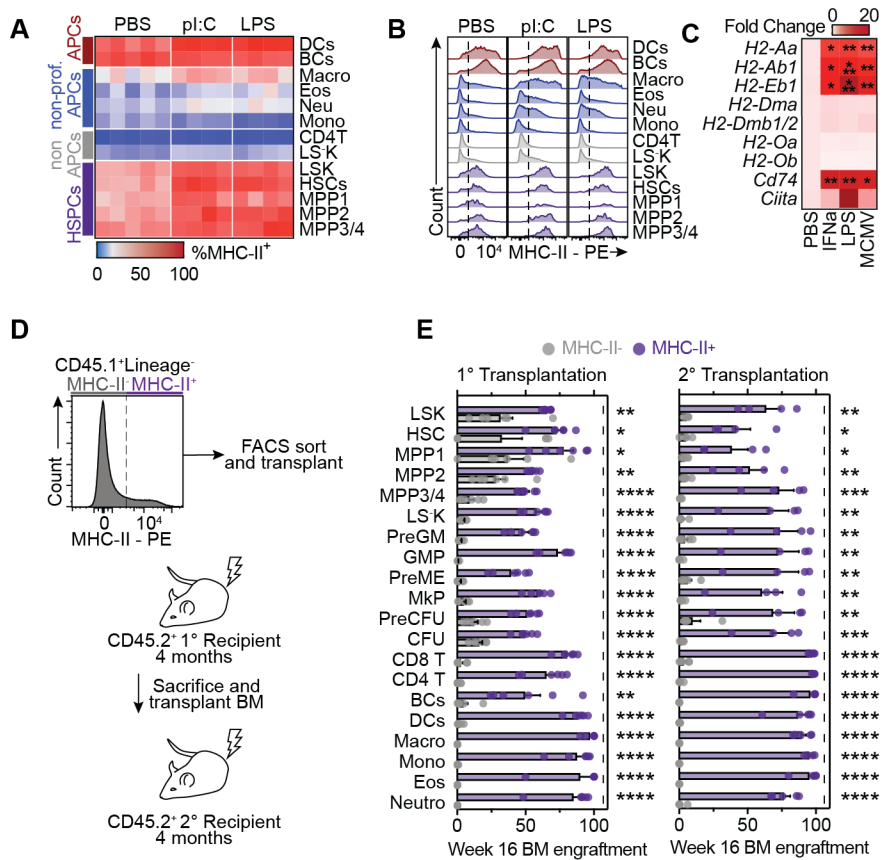 A
PBS pI:C LPS
APCs
non-prof. APCs
non APCs
HSPCs
DCs
BCs
Macro
Eos
Neu
Mono
CD4T
LS-K
LSK
HSCs
MPP1
MPP2
MPP3/4
%MHC-II+
0 50 100
B
PBS pI:C LPS
Count
DCs
BCs
Macro
Eos
Neu
Mono
CD4T
LS-K
LSK
HSCs
MPP1
MPP2
MPP3/4
0 10⁴ MHC-II - PE
C
Fold Change
0 20
H2-Aa * ** **
H2-Ab1 * *** **
H2-Eb1 * *** **
H2-Dma
H2-Dmb1/2
H2-Oa
H2-Ob
Cd74 ** ** *
Ciita
PBS
IFNa
LPS
MCMV
D
CD45.1+Lineage-
MHC-II- MHC-II+
Count
0 10⁴
MHC-II - PE
FACS sort
and transplant
CD45.2+ 1° Recipient
4 months
Sacrifice and
transplant BM
CD45.2+ 2° Recipient
4 months
E
MHC-II- MHC-II+
1° Transplantation 2° Transplantation
LSK ** **
HSC * *
MPP1 * *
MPP2 ** **
MPP3/4 **** ***
LS-K **** **
PreGM **** **
GMP **** **
PreME **** **
MkP **** **
PreCFU **** **
CFU **** ***
CD8 T **** ****
CD4 T **** ****
BCs ** ****
DCs **** ****
Macro **** ****
Mono **** ****
Eos **** ****
Neutro **** ****
0 50 100 0 50 100
Week 16 BM engraftment Week 16 BM engraftment